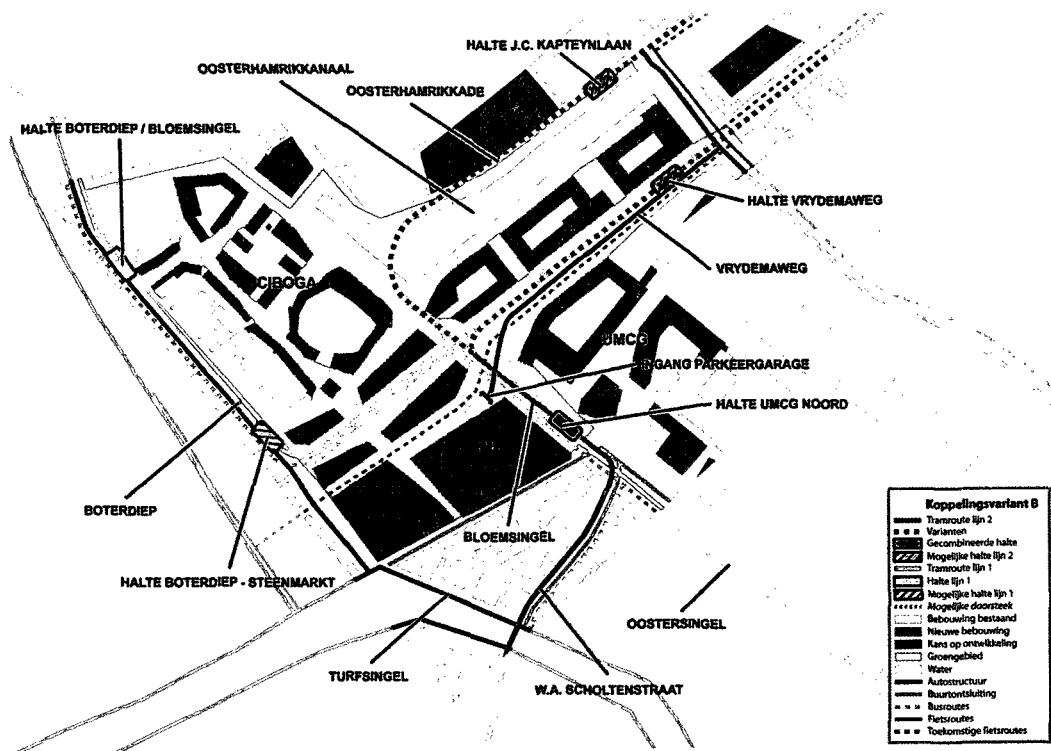 HALTE J.C. KAPTEYNLAAN
OOSTERHAMRIKKANAAL
OOSTERHAMRIKKADE
HALTE BOTERDIEP / BLOEMSINGEL
HALTE VRYDEMAWEG
VRYDEMAWEG
CIBOGA
UMCG
INGANG PARKEERGARAGE
HALTE UMCG NOORD
BOTERDIEP
BLOEMSINGEL
HALTE BOTERDIEP - STEENMARKT
OOSTERSINGEL
TURFSINGEL
W.A. SCHOLTENSTRAAT
Koppelingsvariant B
Tramroute lijn 2
Varianten
Gecombineerde halte
Mogelijke halte lijn 2
Tramroute lijn 1
Halte lijn 1
Mogelijke halte lijn 1
Mogelijke doorsteek
Bebouwing bestaand
Nieuwe bebouwing
Kans op ontwikkeling
Groengebied
Water
Autostructuur
Buurtontsluiting
Busroutes
Fietsroutes
Toekomstige fietsroutes